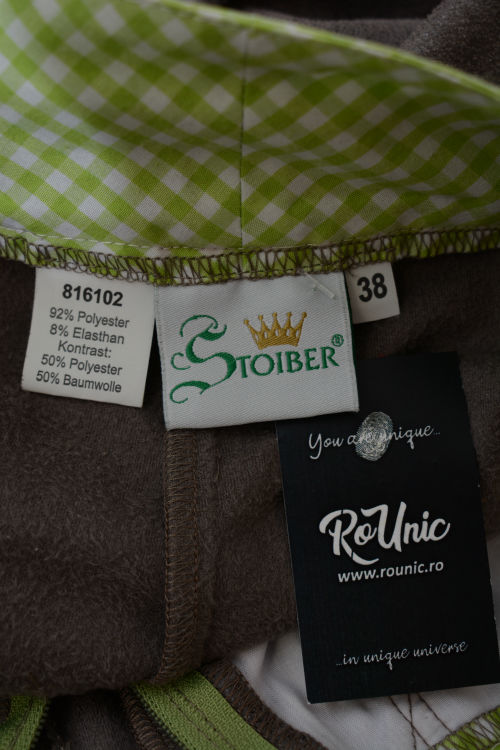 816102
92% Polyester
8% Elasthan
Kontrast:
50% Polyester
50% Baumwolle
STOIBER®
38
You are unique...
RoUnic
www.rounic.ro
...in unique universe